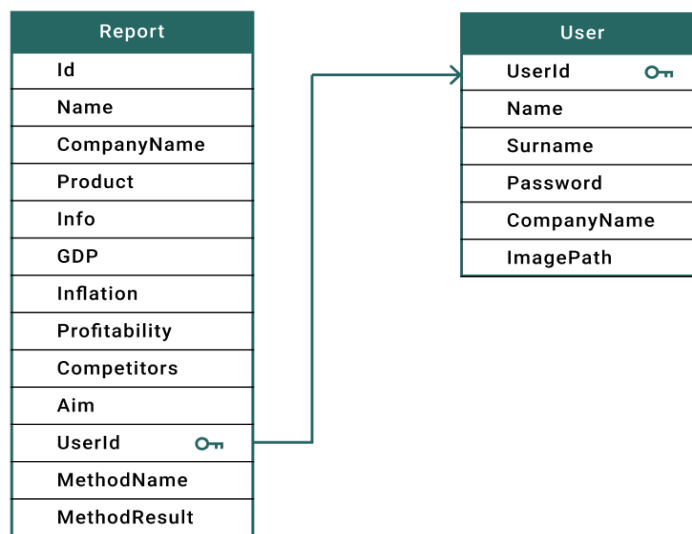 Report
Id
Name
CompanyName
Product
Info
GDP
Inflation
Profitability
Competitors
Aim
UserId
MethodName
MethodResult
User
UserId
Name
Surname
Password
CompanyName
ImagePath